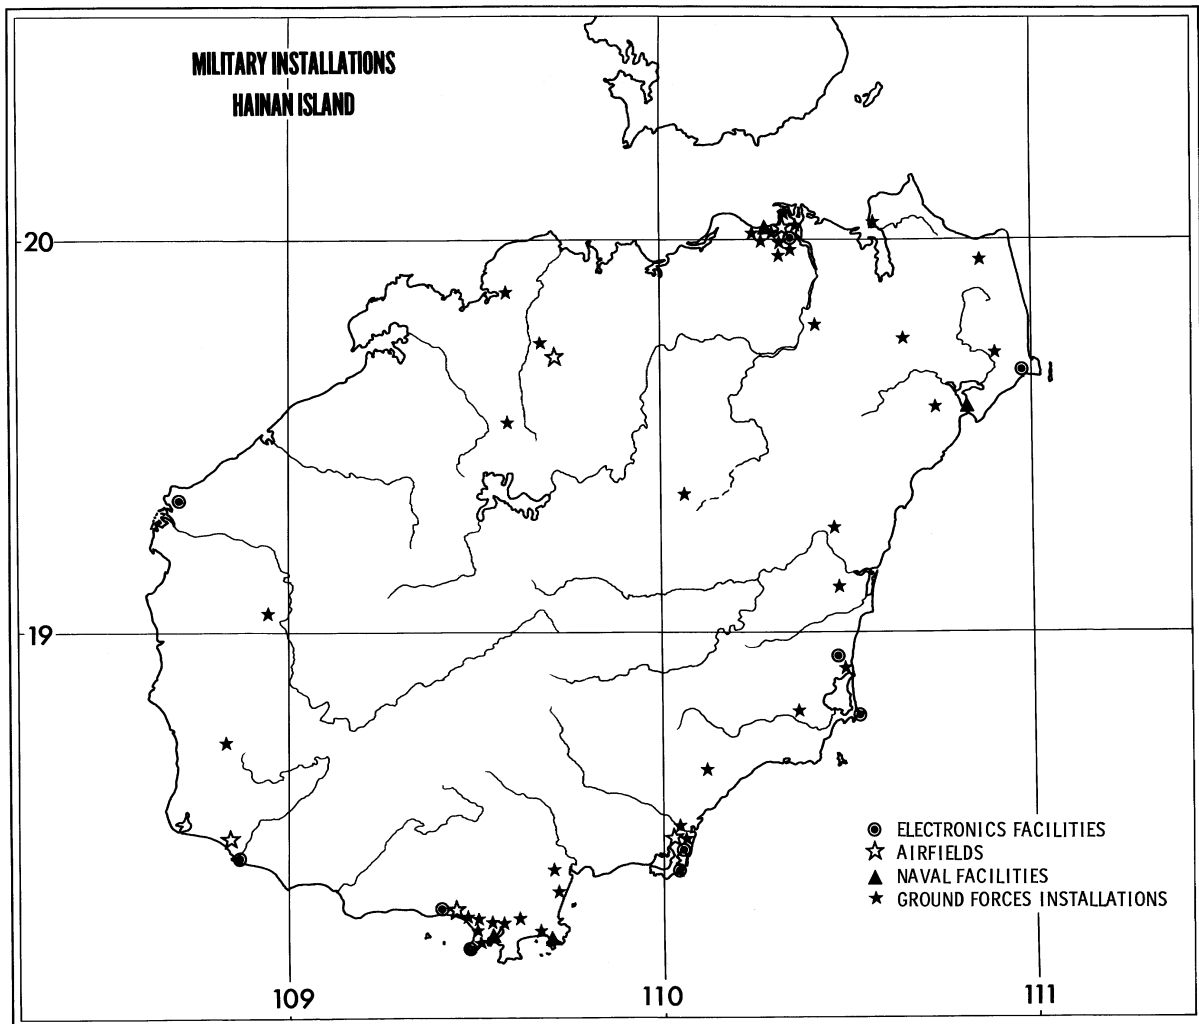 MILITARY INSTALLATIONS
HAINAN ISLAND
20
19
ELECTRONICS FACILITIES
AIRFIELDS
NAVAL FACILITIES
GROUND FORCES INSTALLATIONS
109
110
111